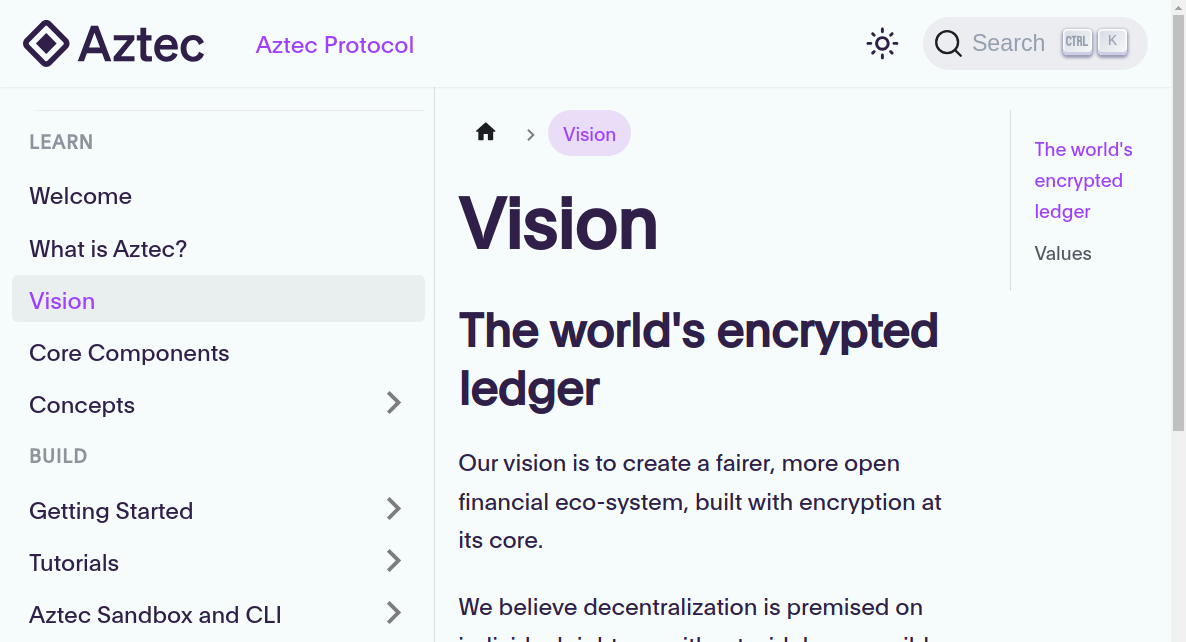 Aztec
Aztec Protocol
Search
CTRL
K
LEARN
Welcome
What is Aztec?
Vision
Core Components
Concepts
BUILD
Getting Started
Tutorials
Aztec Sandbox and CLI
Vision
Vision
The world's encrypted
ledger
Our vision is to create a fairer, more open
financial eco-system, built with encryption at
its core.
We believe decentralization is premised on
The world's
encrypted
ledger
Values